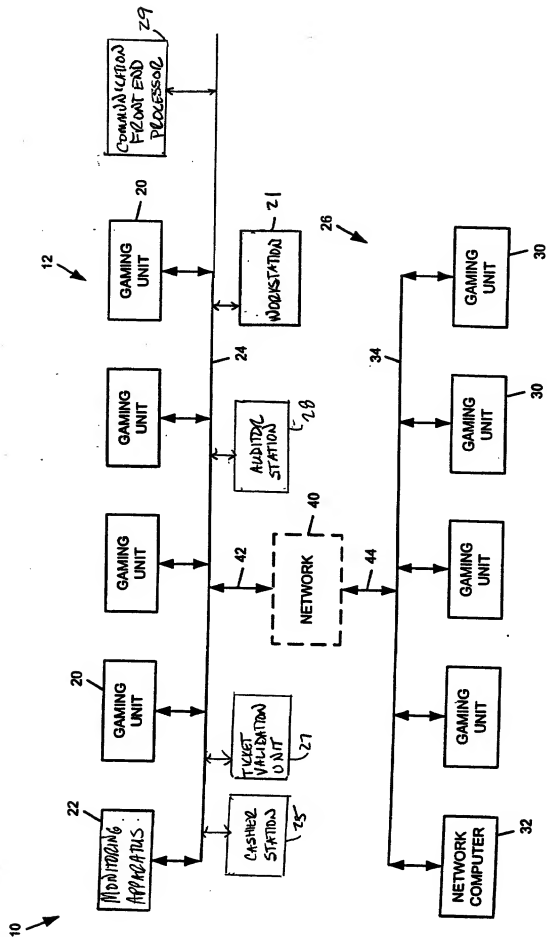 10
12
22
MONITORING
APPARATUS
20
GAMING
UNIT
GAMING
UNIT
GAMING
UNIT
20
GAMING
UNIT
29
COMMUNICATION
FRONT END
PROCESSOR
24
CASHIER
STATION
25
TICKET
VALIDATION
UNIT
27
42
AUDITOR
STATION
28
21
WORKSTATION
40
NETWORK
44
26
34
NETWORK
COMPUTER
32
GAMING
UNIT
GAMING
UNIT
GAMING
UNIT
30
GAMING
UNIT
30